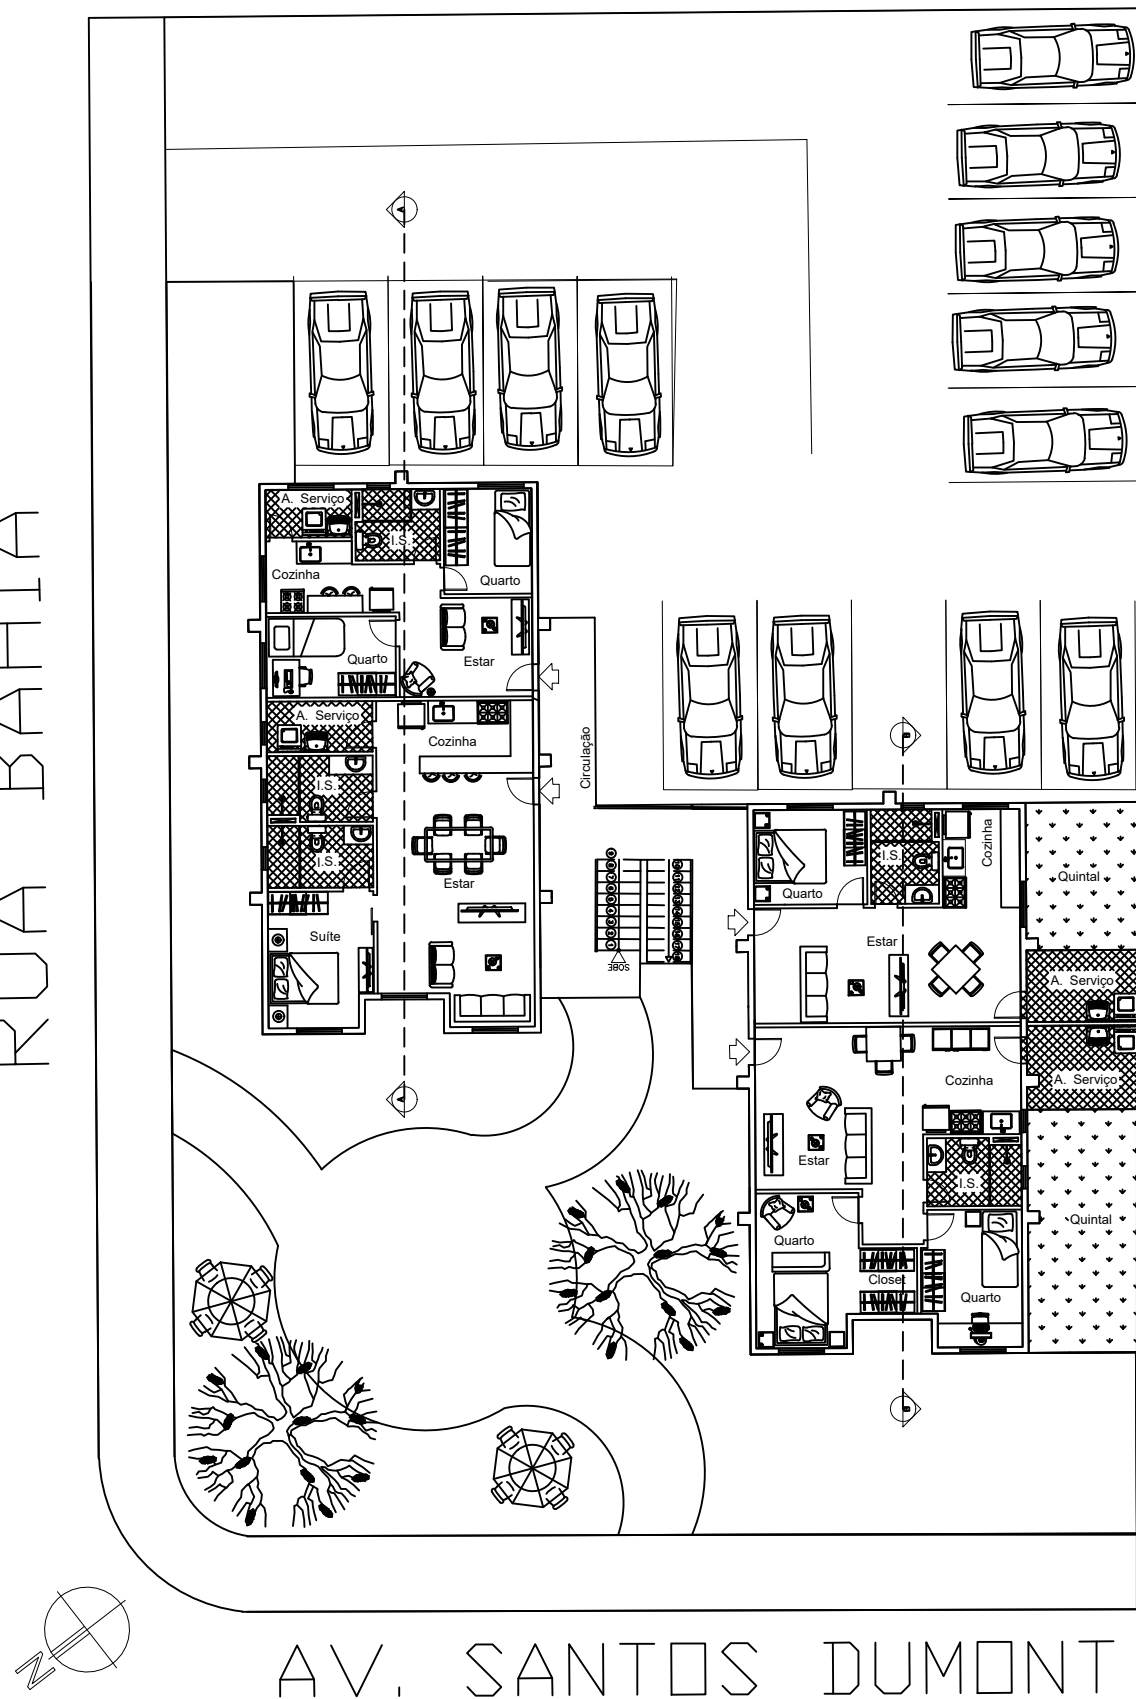 A
A. Serviço
I.S.
Cozinha
Quarto
Quarto
Estar
A. Serviço
Cozinha
Circulação
I.S.
I.S.
Estar
Suíte
SOBE
A
RUA BAHIA
B
Cozinha
I.S.
Quarto
Quintal
Estar
A. Serviço
A. Serviço
Cozinha
Estar
I.S.
Quarto
Quintal
Closet
Quarto
B
N
AV. SANTOS DUMONT